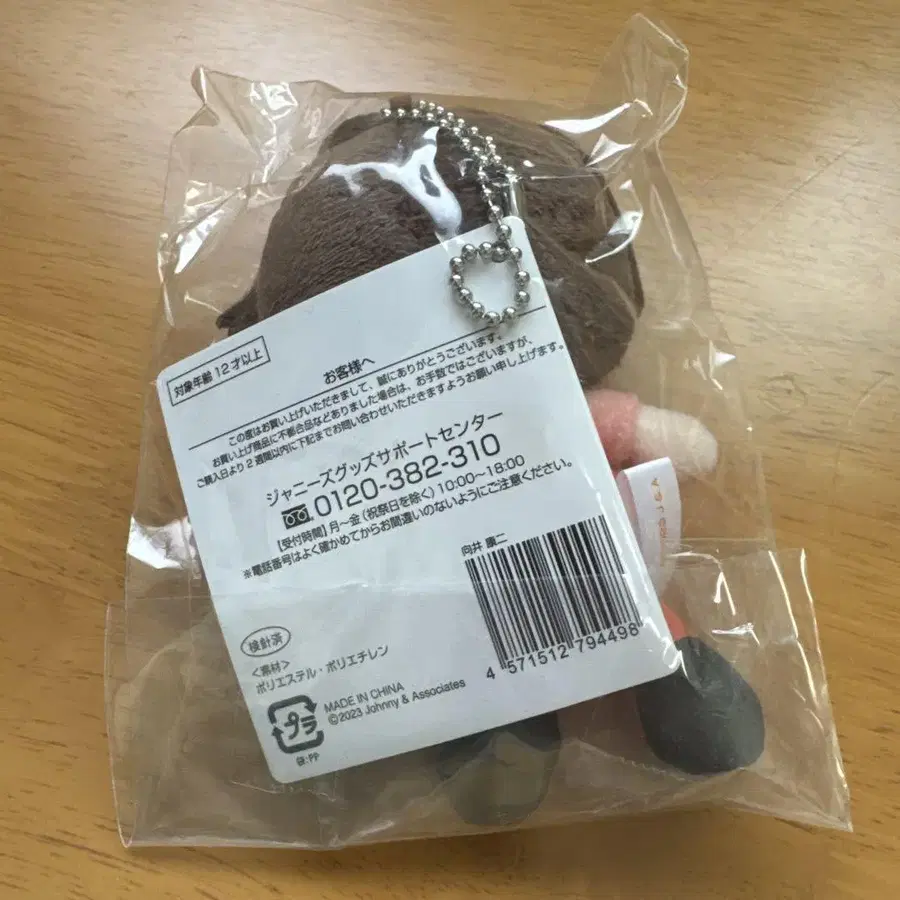 対象年齢12才以上
お客様へ
この度はお買い上げいただきまして、誠にありがとうございます。
お買い上げ商品に不都合品などありました場合は、お手数ではございますが、
ご購入日より2週間以内に下記までお問い合わせいただきますようお願い申し上げます。
ジャニーズグッズサポートセンター
0120-382-310
【受付時間】月〜金(祝祭日を除く)10:00〜18:00
※電話番号はよく確かめてからお間違いのないようにご注意ください。
向井 康二
4 571512 794498
検針済
<素材>
ポリエステル・ポリエチレン
プラ
袋:PP
MADE IN CHINA
©2023 Johnny & Associates